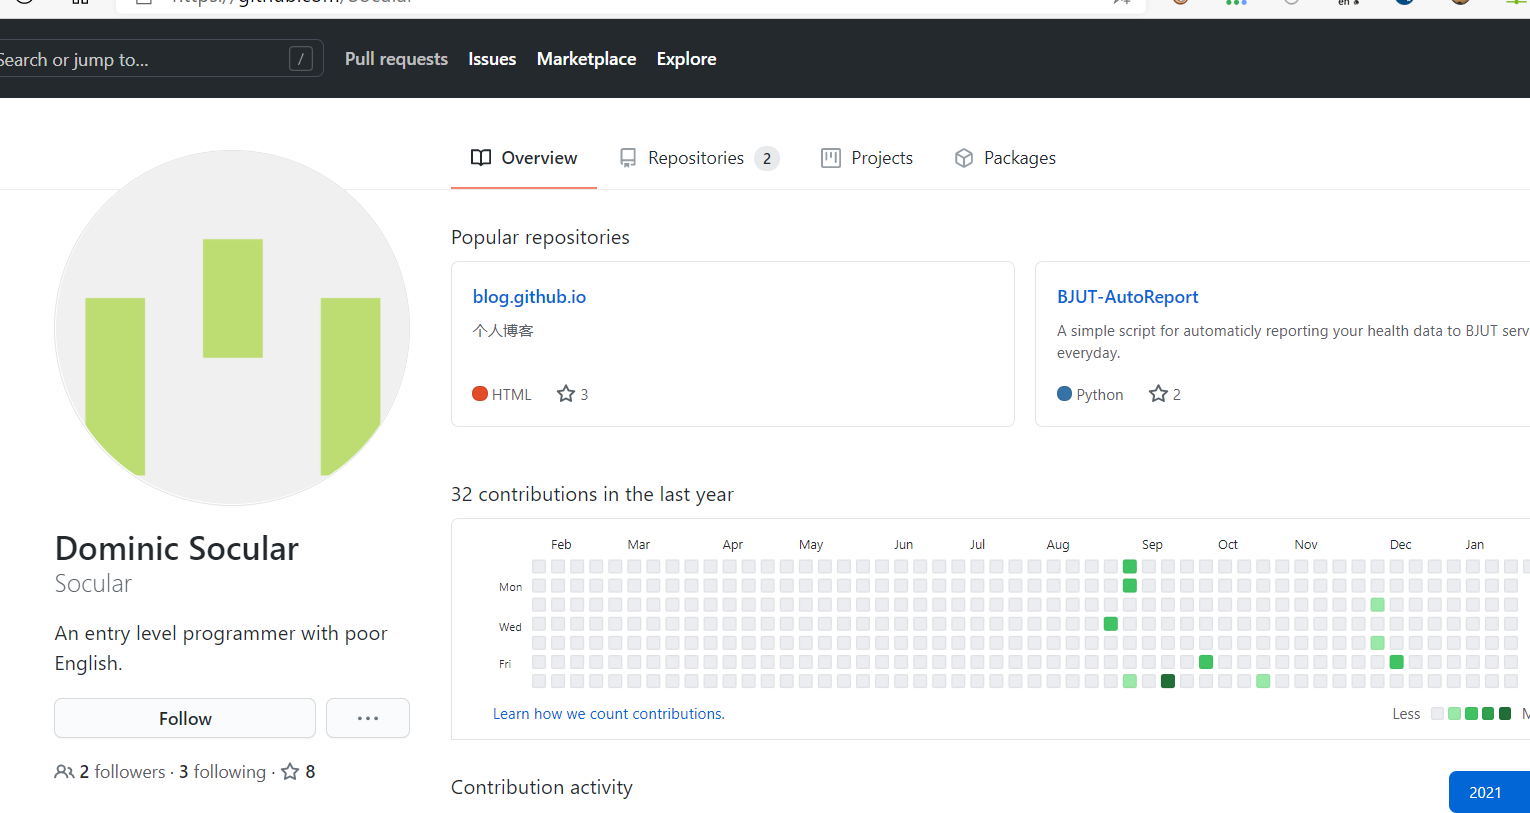 Search or jump to... /
Pull requests Issues Marketplace Explore
Overview Repositories 2 Projects Packages
Popular repositories
blog.github.io
个人博客
HTML 3
BJUT-AutoReport
A simple script for automaticly reporting your health data to BJUT serv
everyday.
Python 2
32 contributions in the last year
Feb Mar Apr May Jun Jul Aug Sep Oct Nov Dec Jan
Mon
Wed
Fri
Learn how we count contributions.
Less
Dominic Socular
Socular
An entry level programmer with poor
English.
Follow
2 followers · 3 following · 8
Contribution activity
2021